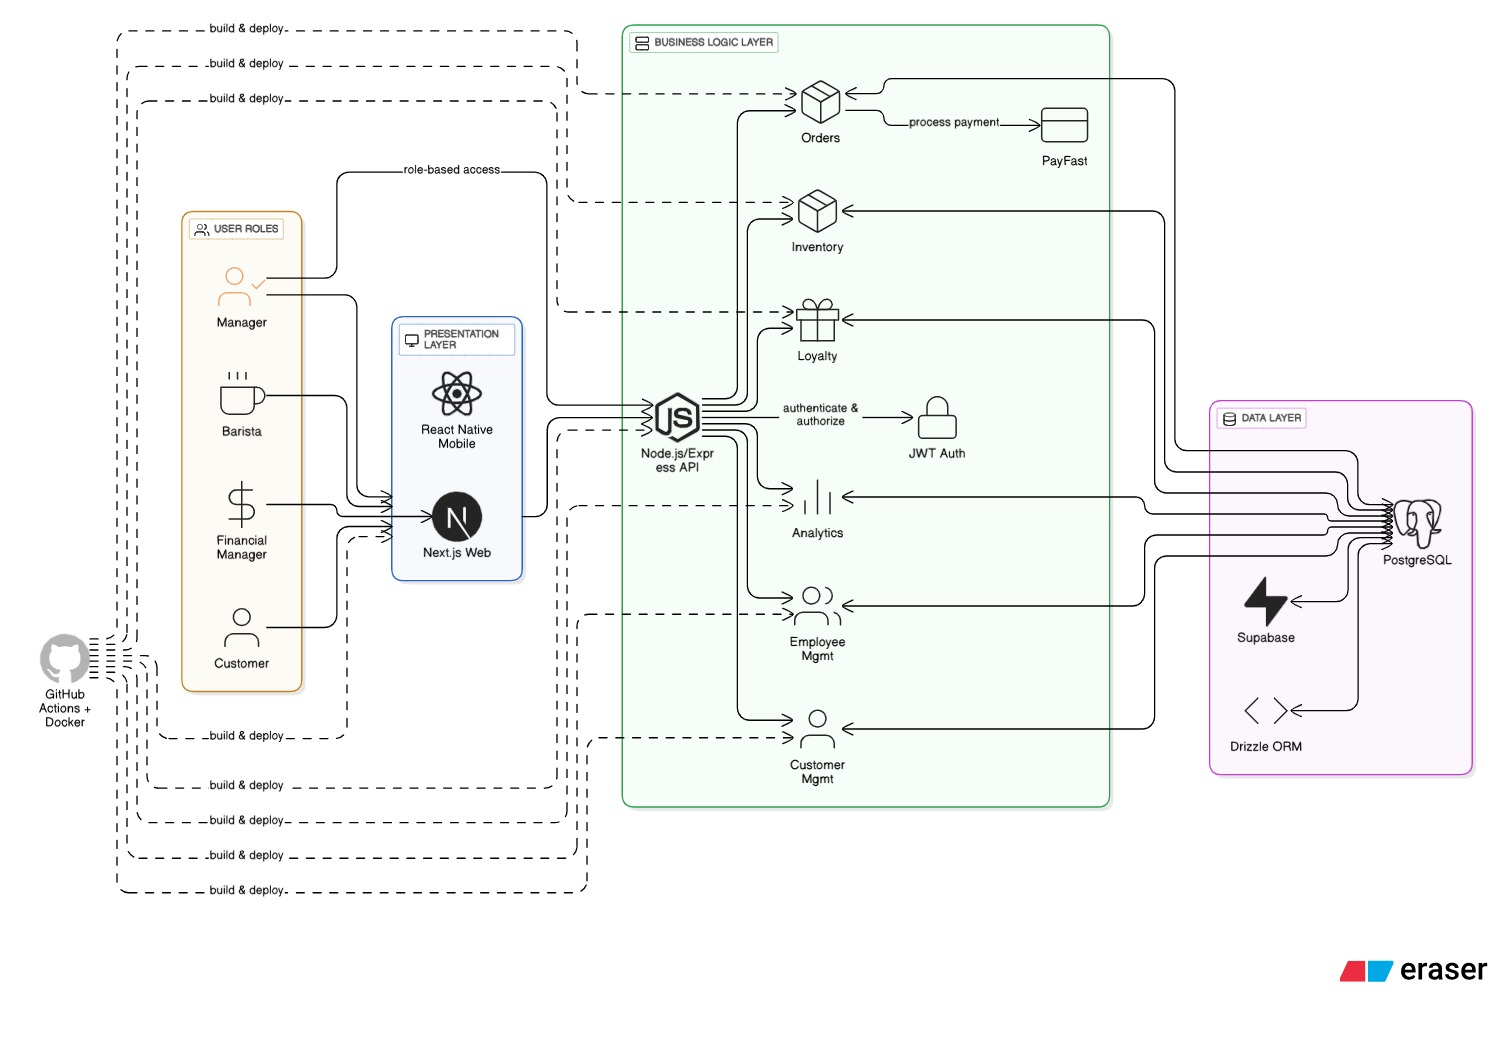 build & deploy
build & deploy
build & deploy
BUSINESS LOGIC LAYER
Orders
process payment
PayFast
role-based access
USER ROLES
Manager
Barista
Financial
Manager
Customer
PRESENTATION
LAYER
React Native
Mobile
Next.js Web
Inventory
Loyalty
Node.js/Expr
ess API
authenticate &
authorize
JWT Auth
Analytics
Employee
Mgmt
Customer
Mgmt
DATA LAYER
PostgreSQL
Supabase
Drizzle ORM
GitHub
Actions +
Docker
build & deploy
build & deploy
build & deploy
build & deploy
build & deploy
eraser